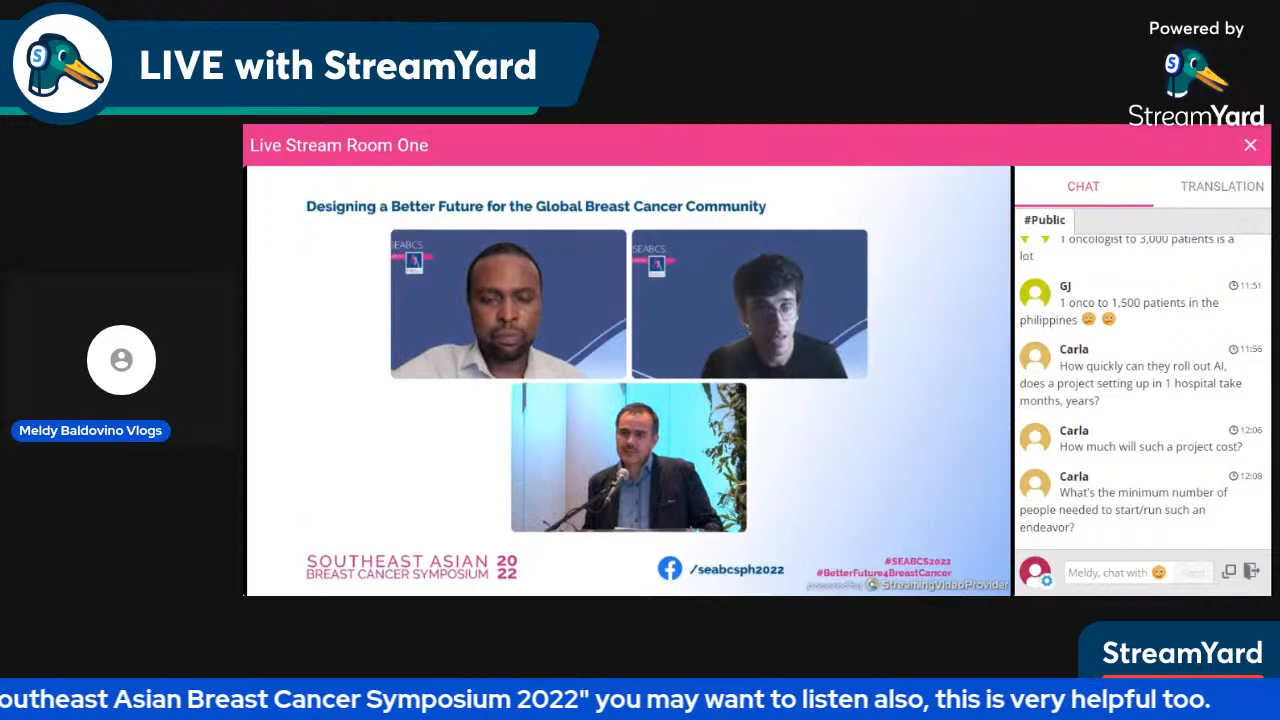 LIVE with StreamYard
Powered by
StreamYard
Live Stream Room One
Designing a Better Future for the Global Breast Cancer Community
SEABCS
SEABCS
SOUTHEAST ASIAN 20
BREAST CANCER SYMPOSIUM 22
/seabcsph2022
#SEABCS2022
#BetterFuture4BreastCancer
powered by StreamingVideoProvider
CHAT TRANSLATION
#Public
1 oncologist to 3,000 patients is a
lot
GJ 11:51
1 onco to 1,500 patients in the
philippines
Carla 11:56
How quickly can they roll out AI,
does a project setting up in 1 hospital take
months, years?
Carla 12:06
How much will such a project cost?
Carla 12:08
What's the minimum number of
people needed to start/run such an
endeavor?
Meldy, chat with
Send
Meldy Baldovino Vlogs
StreamYard
outheast Asian Breast Cancer Symposium 2022" you may want to listen also, this is very helpful too.